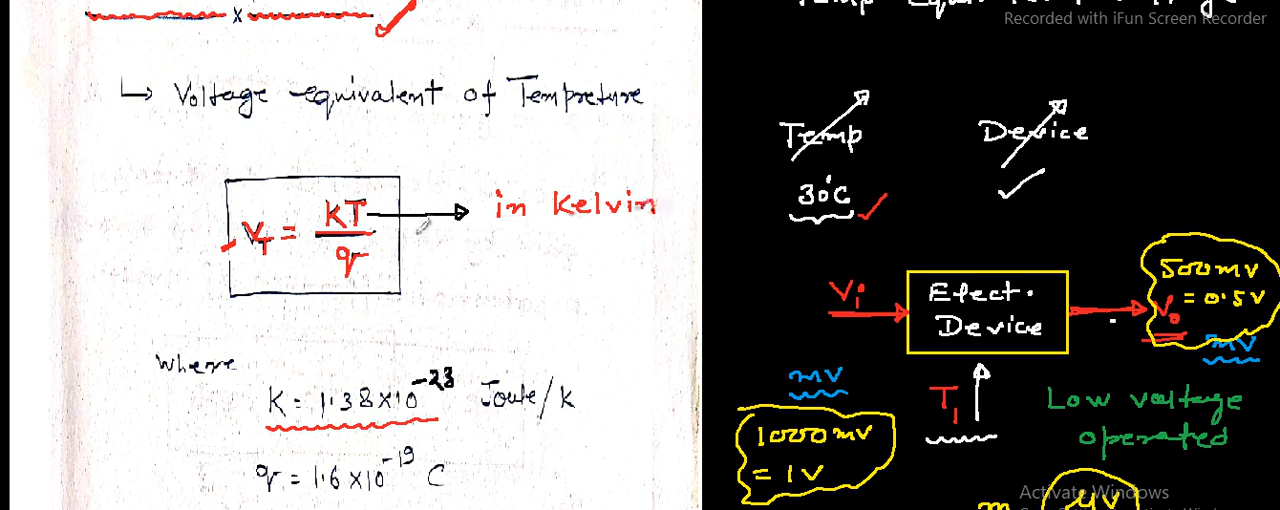 x
Recorded with iFun Screen Recorder
↳ Voltage equivalent of Tempreture
V_T = KT/q → in Kelvin
where
K = 1.38×10^-23 Joule/k
q = 1.6×10^-19 C
Temp
Device
30°C
Vi
Elect.
Device
Vo
500mv
= 0.5V
mv
mv
T1
1000mv
= 1V
Low voltage
operated
Activate Windows